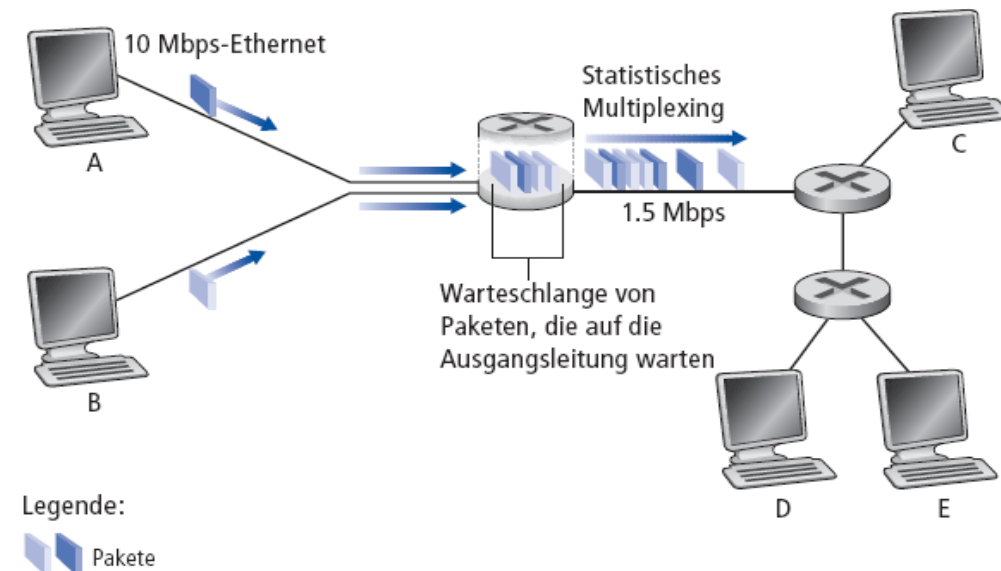 10 Mbps-Ethernet
A
B
Statistisches
Multiplexing
1.5 Mbps
Warteschlange von
Paketen, die auf die
Ausgangsleitung warten
C
D
E
Legende:
Pakete